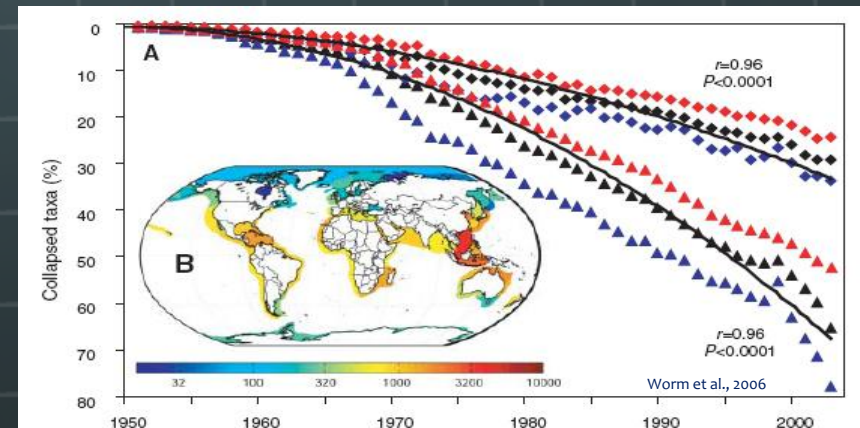 0
10
20
30
40
50
60
70
80
Collapsed taxa (%)
A
r=0.96
P<0.0001
B
32 100 320 1000 3200 10000
r=0.96
P<0.0001
Worm et al., 2006
1950 1960 1970 1980 1990 2000